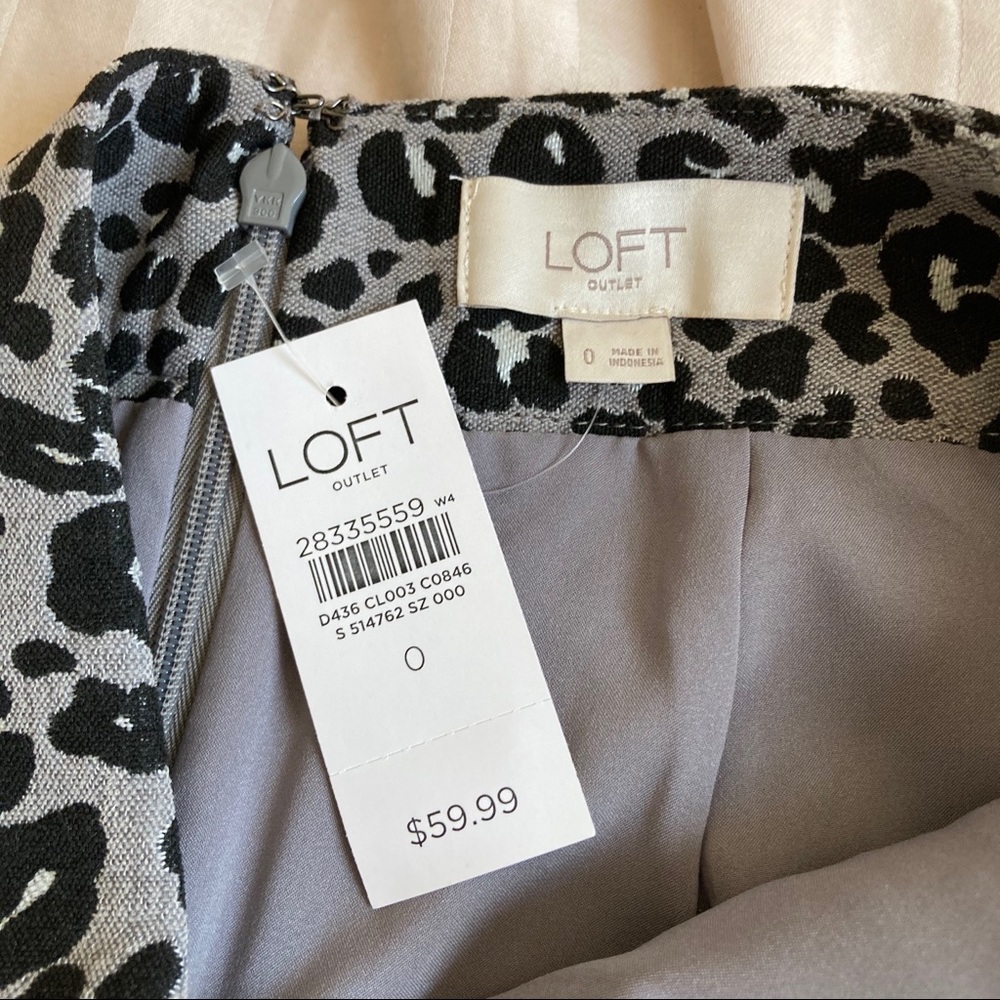 YKK
LOFT
OUTLET
0 MADE IN
INDONESIA
LOFT
OUTLET
28335559 W4
D436 CL003 C0846
S 514762 SZ 000
0
$59.99